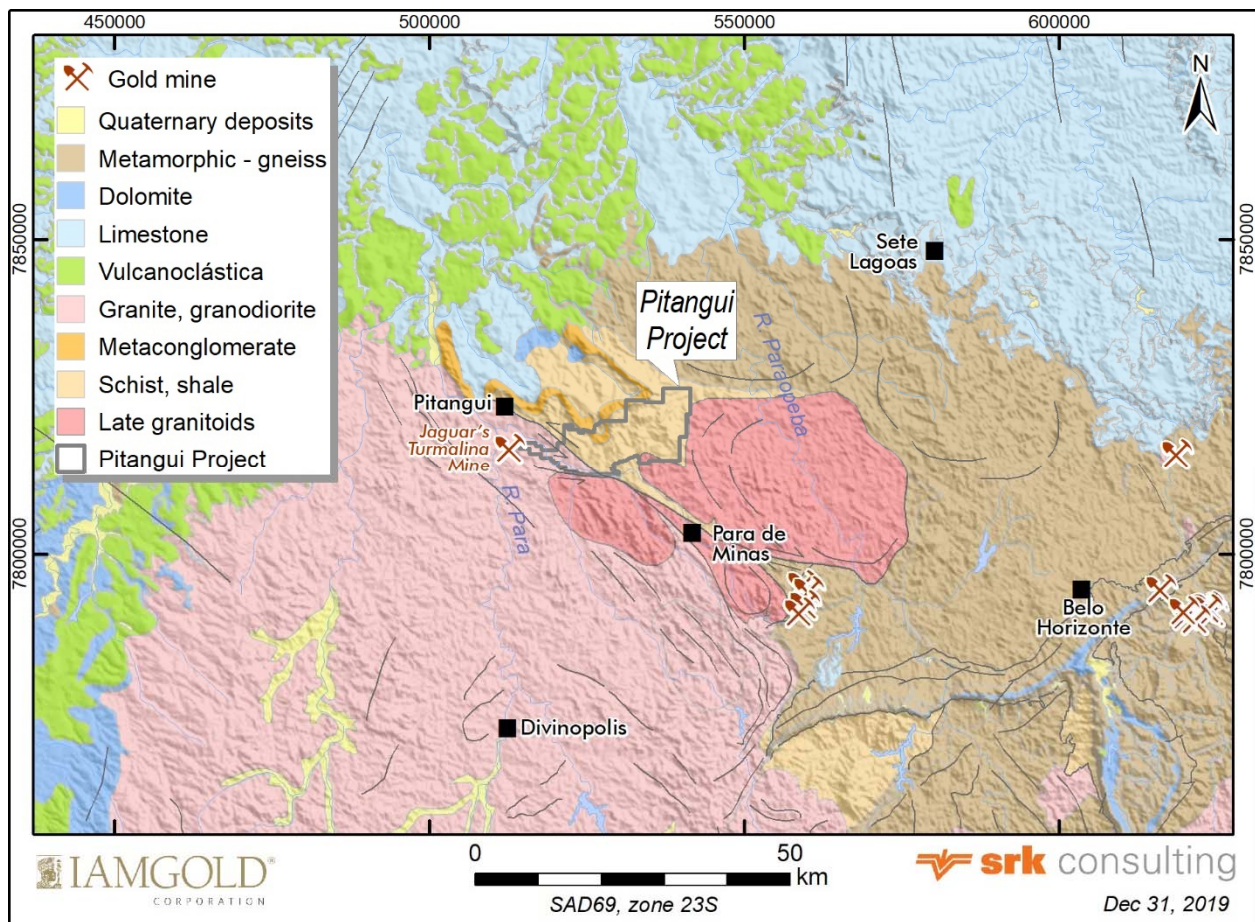 450000
500000
550000
600000
Gold mine
Quaternary deposits
Metamorphic - gneiss
Dolomite
Limestone
Vulcanoclástica
Granite, granodiorite
Metaconglomerate
Schist, shale
Late granitoids
Pitangui Project
N
7850000
7850000
Sete
Lagoas
Pitangui
Project
R. Paraopeba
Pitangui
Jaguar's
Turmalina
Mine
R. Para
Para de
Minas
7800000
7800000
Belo
Horizonte
Divinopolis
IAMGOLD®
CORPORATION
0
50
km
SAD69, zone 23S
srk consulting
Dec 31, 2019